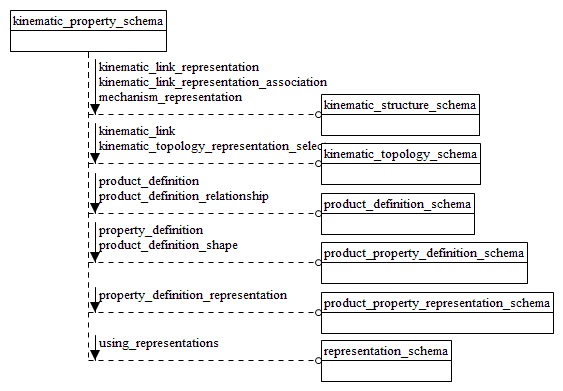 kinematic_property_schema
kinematic_link_representation
kinematic_link_representation_association
mechanism_representation
kinematic_structure_schema
kinematic_link
kinematic_topology_representation_selec
kinematic_topology_schema
product_definition
product_definition_relationship
product_definition_schema
property_definition
product_definition_shape
product_property_definition_schema
property_definition_representation
product_property_representation_schema
using_representations
representation_schema